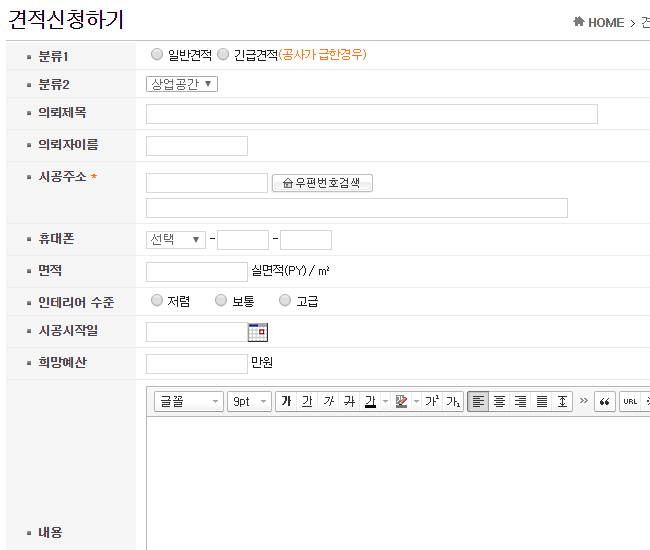 견적신청하기
HOME > 견
분류1 일반견적 긴급견적(공사가 급한경우)
분류2 상업공간
의뢰제목
의뢰자이름
시공주소 * 우편번호검색
휴대폰 선택 - -
면적 실면적(PY) / ㎡
인테리어 수준 저렴 보통 고급
시공시작일
희망예산 만원
글꼴 9pt 가 가 가 가 가 가¹ 가₁ URL
내용